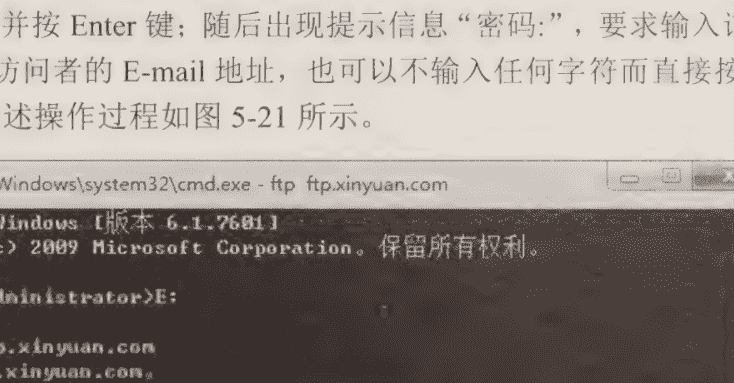 并按 Enter 键；随后出现提示信息“密码:”，要求输入
访问者的 E-mail 地址，也可以不输入任何字符而直接按
述操作过程如图 5-21 所示。
Windows\system32\cmd.exe - ftp ftp.xinyuan.com
Windows [版本 6.1.7601]
c) 2009 Microsoft Corporation。保留所有权利。
dministrator>E:
p.xinyuan.com
.xinyuan.com。